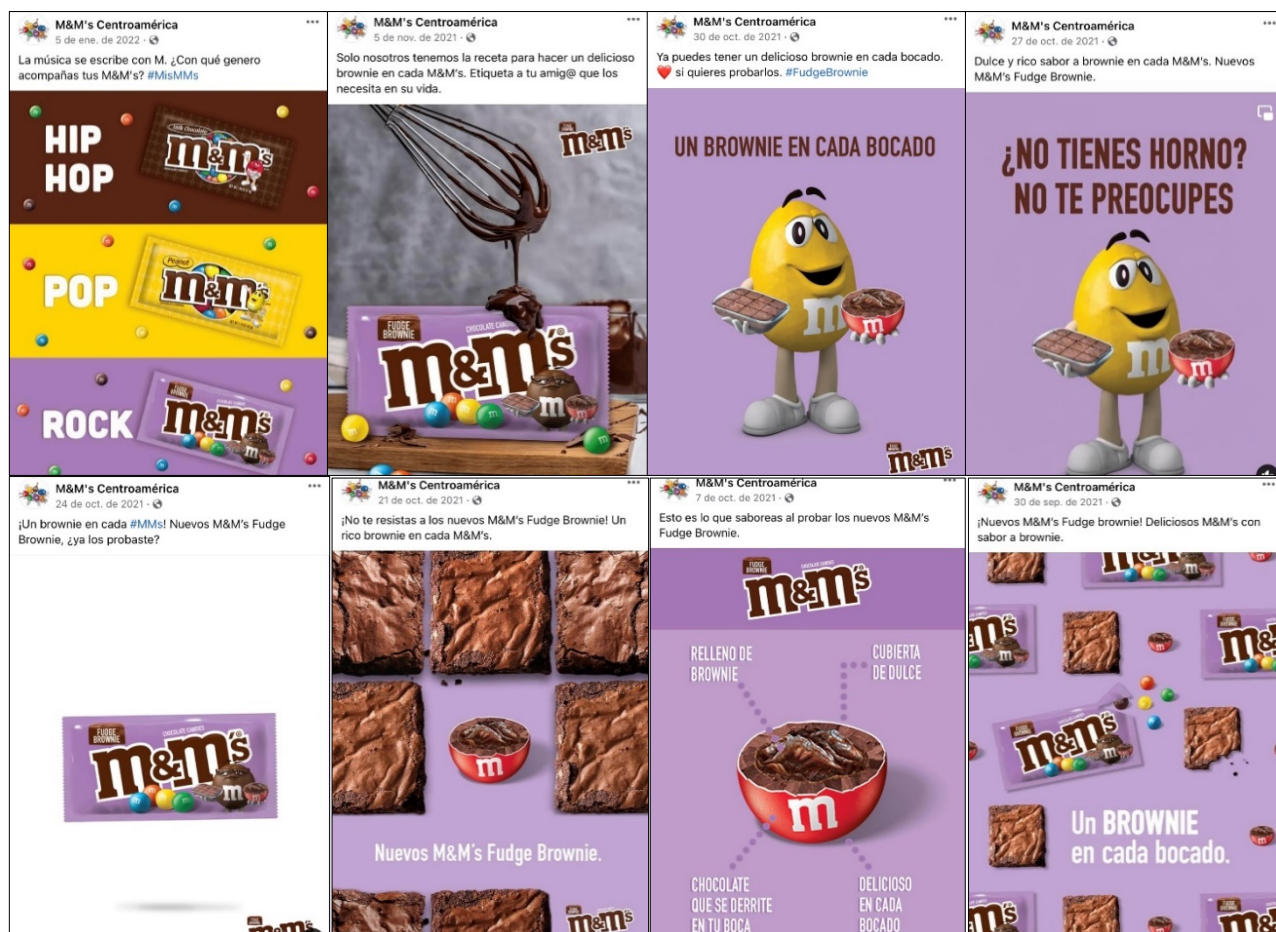 M&M's Centroamérica
5 de ene. de 2022 ·
La música se escribe con M. ¿Con qué genero
acompañas tus M&M's? #MisMMs
HIP
HOP
Milk Chocolate
m&m's
POP
Peanut
m&m's
ROCK
FUDGE
BROWNIE
CHOCOLATE CANDIES
m&m's
M&M's Centroamérica
5 de nov. de 2021 ·
Solo nosotros tenemos la receta para hacer un delicioso
brownie en cada M&M's. Etiqueta a tu amig@ que los
necesita en su vida.
FUDGE
BROWNIE
m&m's
FUDGE
BROWNIE
CHOCOLATE CANDIES
m&m's
m
m
m
m
M&M's Centroamérica
30 de oct. de 2021 ·
Ya puedes tener un delicioso brownie en cada bocado.
❤️ si quieres probarlos. #FudgeBrownie
UN BROWNIE EN CADA BOCADO
m
m
m&m's
M&M's Centroamérica
27 de oct. de 2021 ·
Dulce y rico sabor a brownie en cada M&M's. Nuevos
M&M's Fudge Brownie.
¿NO TIENES HORNO?
NO TE PREOCUPES
m
m
M&M's Centroamérica
24 de oct. de 2021 ·
¡Un brownie en cada #MMs! Nuevos M&M's Fudge
Brownie, ¿ya los probaste?
FUDGE
BROWNIE
CHOCOLATE CANDIES
m&m's
m
m&m's
M&M's Centroamérica
21 de oct. de 2021 ·
¡No te resistas a los nuevos M&M's Fudge Brownie! Un
rico brownie en cada M&M's.
m
Nuevos M&M's Fudge Brownie.
m&m's
M&M's Centroamérica
7 de oct. de 2021 ·
Esto es lo que saboreas al probar los nuevos M&M's
Fudge Brownie.
FUDGE
BROWNIE
m&m's
RELLENO DE
BROWNIE
CUBIERTA
DE DULCE
m
CHOCOLATE
QUE SE DERRITE
EN TU BOCA
DELICIOSO
EN CADA
BOCADO
M&M's Centroamérica
30 de sep. de 2021 ·
¡Nuevos M&M's Fudge brownie! Deliciosos M&M's con
sabor a brownie.
m&m's
Un BROWNIE
en cada bocado.